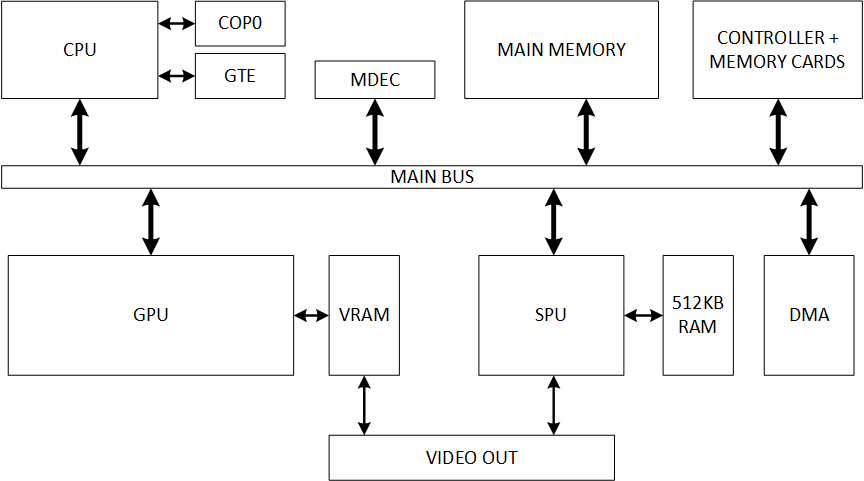 CPU
COP0
GTE
MDEC
MAIN MEMORY
CONTROLLER +
MEMORY CARDS
MAIN BUS
GPU
VRAM
SPU
512KB
RAM
DMA
VIDEO OUT